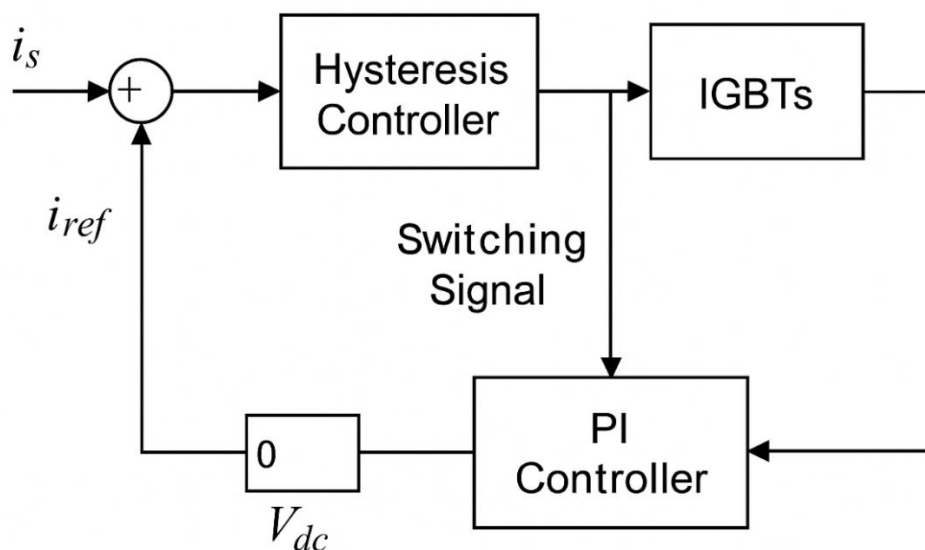 i_s
+
Hysteresis
Controller
IGBTs
i_ref
Switching
Signal
0
PI
Controller
V_dc